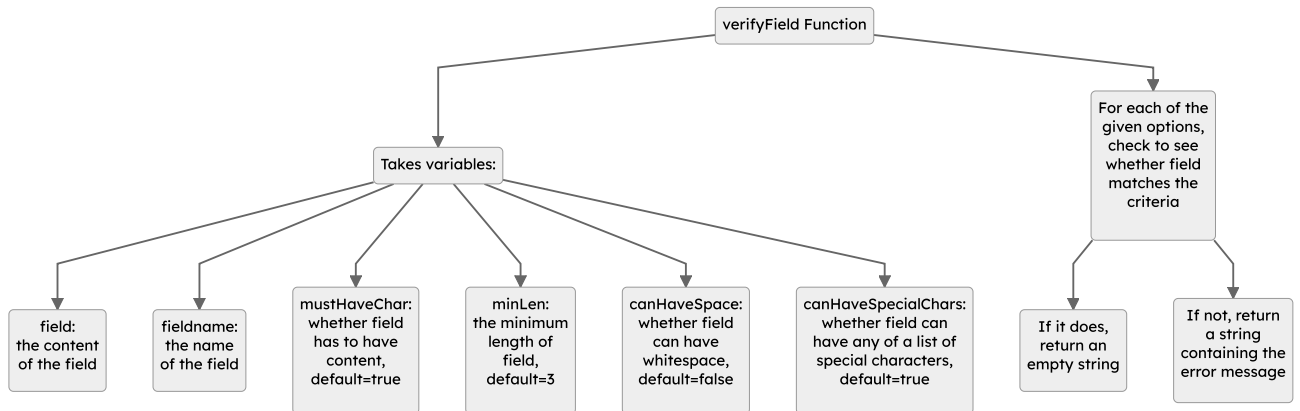 verifyField Function
For each of the
given options,
check to see
whether field
matches the
criteria
Takes variables:
field:
the content
of the field
fieldname:
the name
of the field
mustHaveChar:
whether field
has to have
content,
default=true
minLen:
the minimum
length of
field,
default=3
canHaveSpace:
whether field
can have
whitespace,
default=false
canHaveSpecialChars:
whether field can
have any of a list of
special characters,
default=true
If it does,
return an
empty string
If not, return
a string
containing the
error message